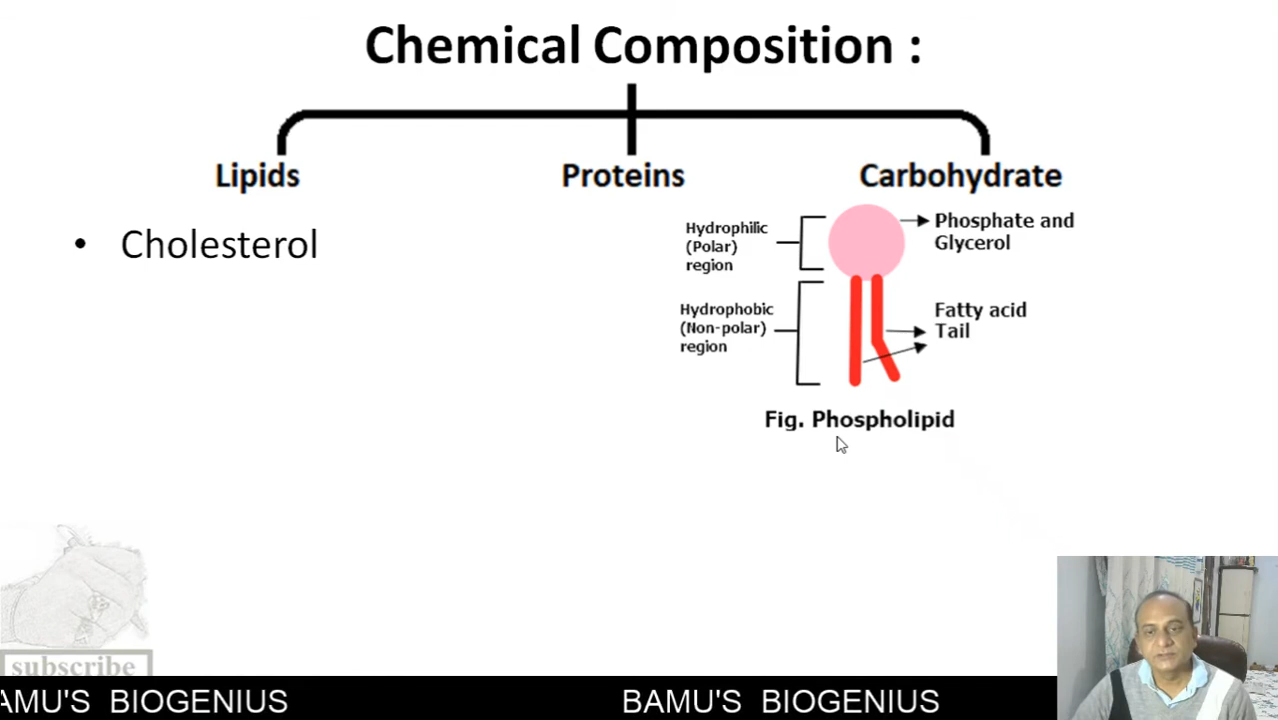 Chemical Composition :
Lipids
Proteins
Carbohydrate
• Cholesterol
Hydrophilic
(Polar)
region
Phosphate and
Glycerol
Hydrophobic
(Non-polar)
region
Fatty acid
Tail
Fig. Phospholipid
subscribe
AMU'S BIOGENIUS
BAMU'S BIOGENIUS